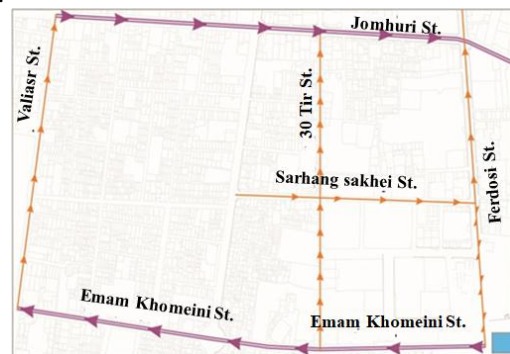 Jomhuri St.
Valiasr St.
30 Tir St.
Sarhang sakhei St.
Ferdosi St.
Emam Khomeini St.
Emam Khomeini St.